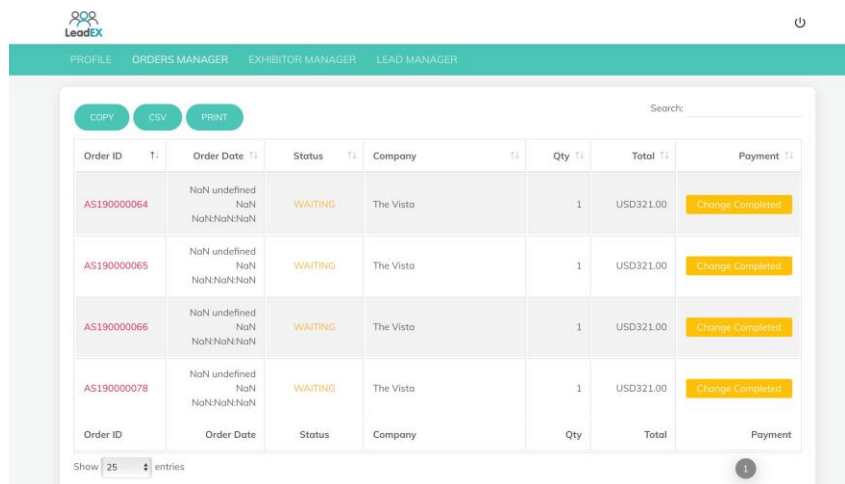 LeadEX
PROFILE ORDERS MANAGER EXHIBITOR MANAGER LEAD MANAGER
COPY CSV PRINT Search:
Order ID Order Date Status Company Qty Total Payment
NaN undefined
AS190000064 NaN WAITING The Vista 1 USD321.00 Change Completed
NaN:NaN:NaN
NaN undefined
AS190000065 NaN WAITING The Vista 1 USD321.00 Change Completed
NaN:NaN:NaN
NaN undefined
AS190000066 NaN WAITING The Vista 1 USD321.00 Change Completed
NaN:NaN:NaN
NaN undefined
AS190000078 NaN WAITING The Vista 1 USD321.00 Change Completed
NaN:NaN:NaN
Order ID Order Date Status Company Qty Total Payment
Show 25 entries 1